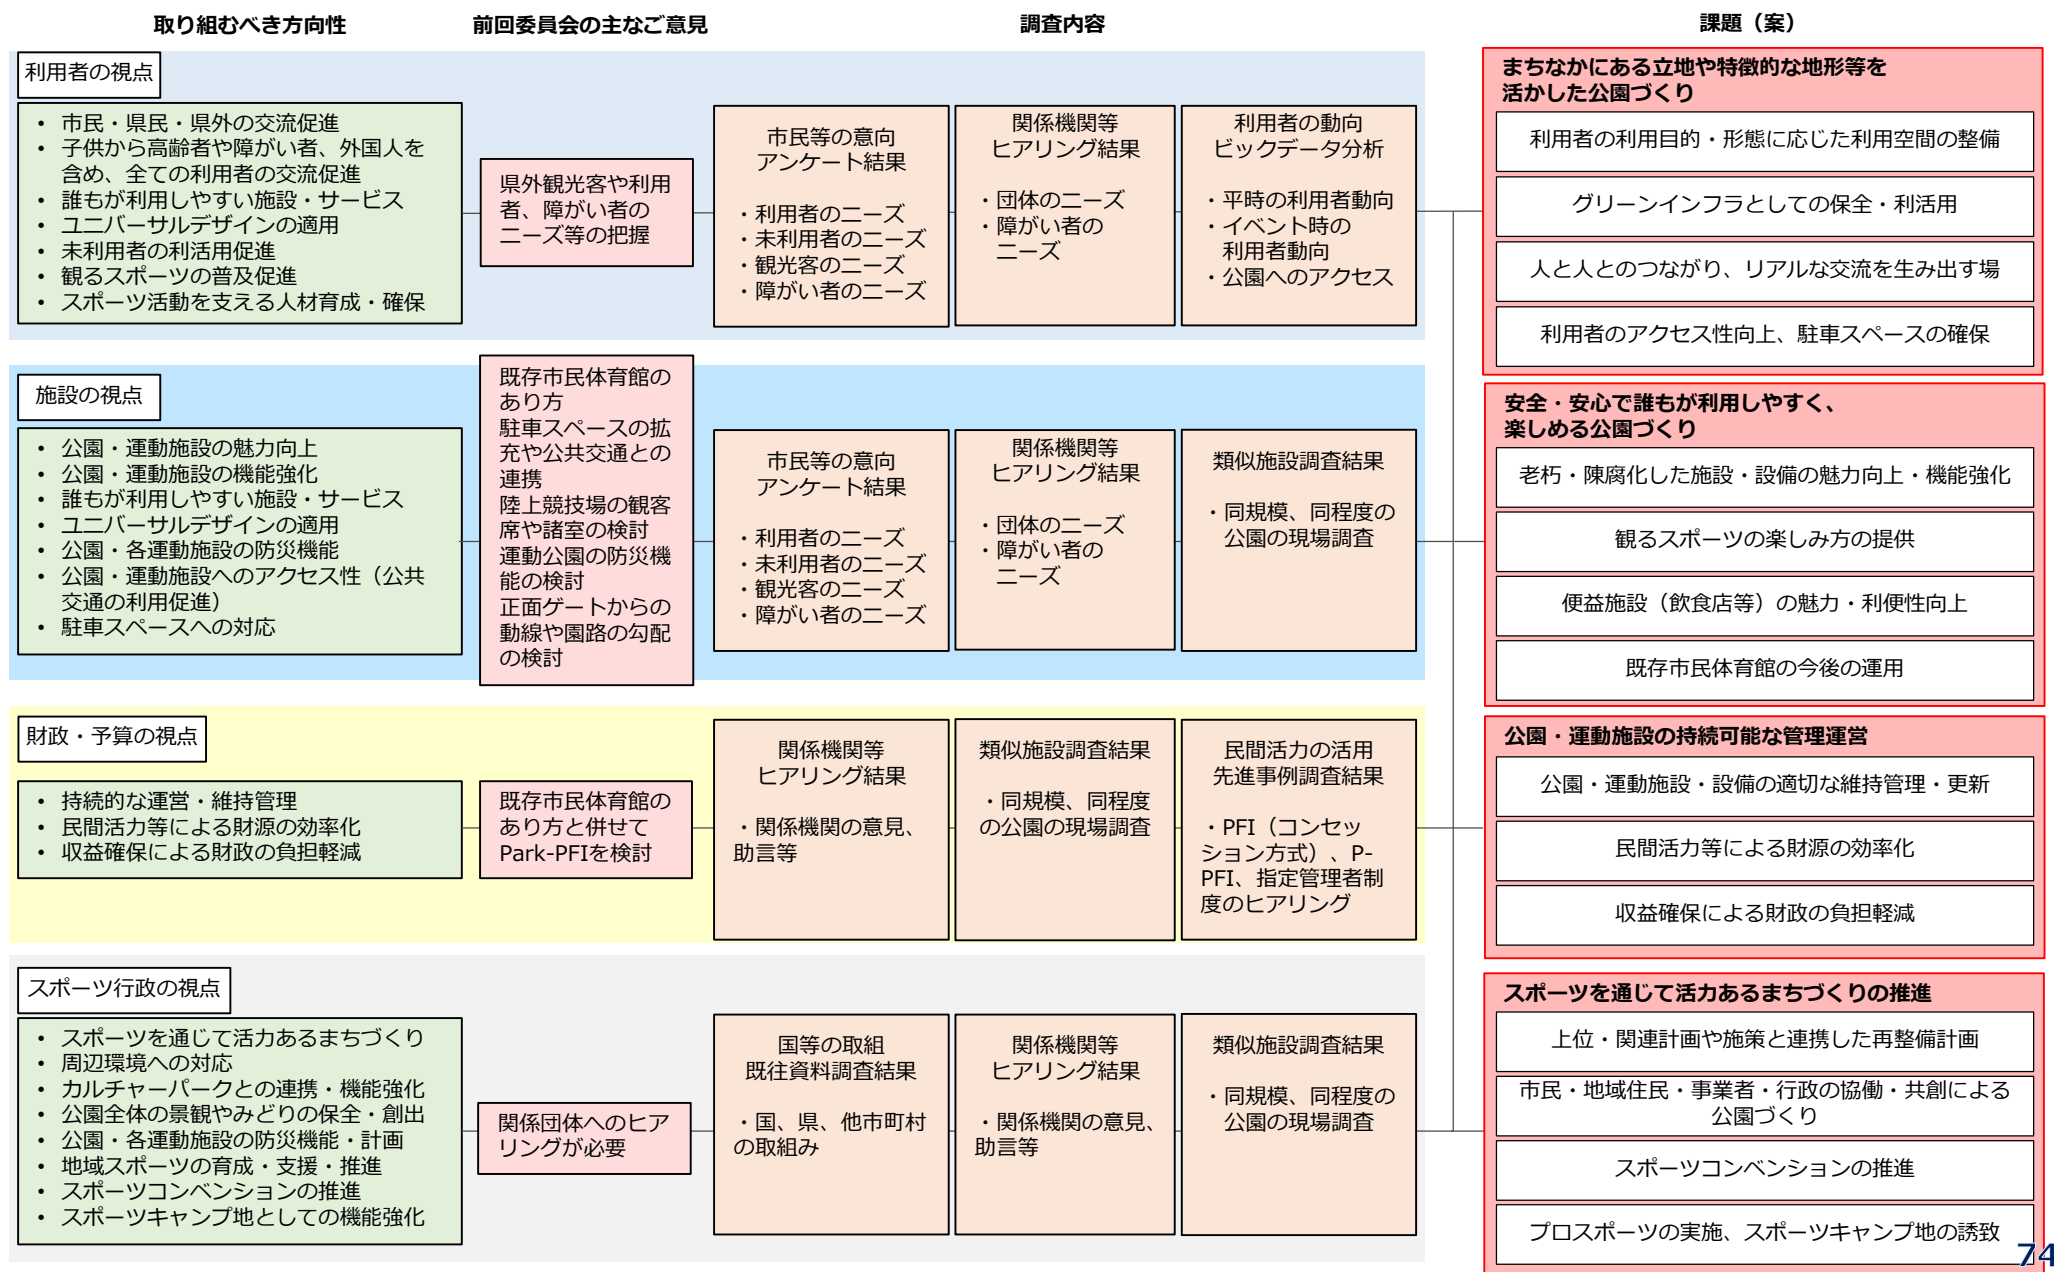 取り組むべき方向性
前回委員会の主なご意見
調査内容
課題（案）
利用者の視点
• 市民・県民・県外の交流促進
• 子供から高齢者や障がい者、外国人を
含め、全ての利用者の交流促進
• 誰もが利用しやすい施設・サービス
• ユニバーサルデザインの適用
• 未利用者の利活用促進
• 観るスポーツの普及促進
• スポーツ活動を支える人材育成・確保
県外観光客や利用
者、障がい者の
ニーズ等の把握
市民等の意向
アンケート結果
・利用者のニーズ
・未利用者のニーズ
・観光客のニーズ
・障がい者のニーズ
関係機関等
ヒアリング結果
・団体のニーズ
・障がい者の
ニーズ
利用者の動向
ビックデータ分析
・平時の利用者動向
・イベント時の
利用者動向
・公園へのアクセス
まちなかにある立地や特徴的な地形等を
活かした公園づくり
利用者の利用目的・形態に応じた利用空間の整備
グリーンインフラとしての保全・利活用
人と人とのつながり、リアルな交流を生み出す場
利用者のアクセス性向上、駐車スペースの確保
施設の視点
• 公園・運動施設の魅力向上
• 公園・運動施設の機能強化
• 誰もが利用しやすい施設・サービス
• ユニバーサルデザインの適用
• 公園・各運動施設の防災機能
• 公園・運動施設へのアクセス性（公共
交通の利用促進）
• 駐車スペースへの対応
既存市民体育館の
あり方
駐車スペースの拡
充や公共交通との
連携
陸上競技場の観客
席や諸室の検討
運動公園の防災機
能の検討
正面ゲートからの
動線や園路の勾配
の検討
市民等の意向
アンケート結果
・利用者のニーズ
・未利用者のニーズ
・観光客のニーズ
・障がい者のニーズ
関係機関等
ヒアリング結果
・団体のニーズ
・障がい者の
ニーズ
類似施設調査結果
・同規模、同程度の
公園の現場調査
安全・安心で誰もが利用しやすく、
楽しめる公園づくり
老朽・陳腐化した施設・設備の魅力向上・機能強化
観るスポーツの楽しみ方の提供
便益施設（飲食店等）の魅力・利便性向上
既存市民体育館の今後の運用
財政・予算の視点
• 持続的な運営・維持管理
• 民間活力等による財源の効率化
• 収益確保による財政の負担軽減
既存市民体育館の
あり方と併せて
Park-PFIを検討
関係機関等
ヒアリング結果
・関係機関の意見、
助言等
類似施設調査結果
・同規模、同程度
の公園の現場調査
民間活力の活用
先進事例調査結果
・PFI（コンセッ
ション方式）、P-
PFI、指定管理者制
度のヒアリング
公園・運動施設の持続可能な管理運営
公園・運動施設・設備の適切な維持管理・更新
民間活力等による財源の効率化
収益確保による財政の負担軽減
スポーツ行政の視点
• スポーツを通じて活力あるまちづくり
• 周辺環境への対応
• カルチャーパークとの連携・機能強化
• 公園全体の景観やみどりの保全・創出
• 公園・各運動施設の防災機能・計画
• 地域スポーツの育成・支援・推進
• スポーツコンベンションの推進
• スポーツキャンプ地としての機能強化
関係団体へのヒア
リングが必要
国等の取組
既往資料調査結果
・国、県、他市町村
の取組み
関係機関等
ヒアリング結果
・関係機関の意見、
助言等
類似施設調査結果
・同規模、同程度の
公園の現場調査
スポーツを通じて活力あるまちづくりの推進
上位・関連計画や施策と連携した再整備計画
市民・地域住民・事業者・行政の協働・共創による
公園づくり
スポーツコンベンションの推進
プロスポーツの実施、スポーツキャンプ地の誘致
74